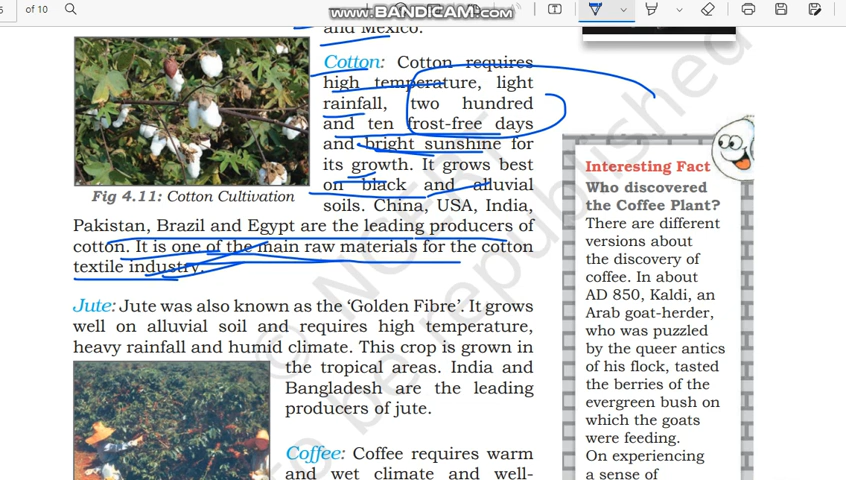 of 10
www.BANDICAM.com
and Mexico.
Cotton: Cotton requires
high temperature, light
rainfall, two hundred
and ten frost-free days
and bright sunshine for
its growth. It grows best
on black and alluvial
soils. China, USA, India,
Pakistan, Brazil and Egypt are the leading producers of
cotton. It is one of the main raw materials for the cotton
textile industry.
Fig 4.11: Cotton Cultivation
Jute: Jute was also known as the ‘Golden Fibre’. It grows
well on alluvial soil and requires high temperature,
heavy rainfall and humid climate. This crop is grown in
the tropical areas. India and
Bangladesh are the leading
producers of jute.
Coffee: Coffee requires warm
and wet climate and well-
Interesting Fact
Who discovered
the Coffee Plant?
There are different
versions about
the discovery of
coffee. In about
AD 850, Kaldi, an
Arab goat-herder,
who was puzzled
by the queer antics
of his flock, tasted
the berries of the
evergreen bush on
which the goats
were feeding.
On experiencing
a sense of
© NCERT
to be republished